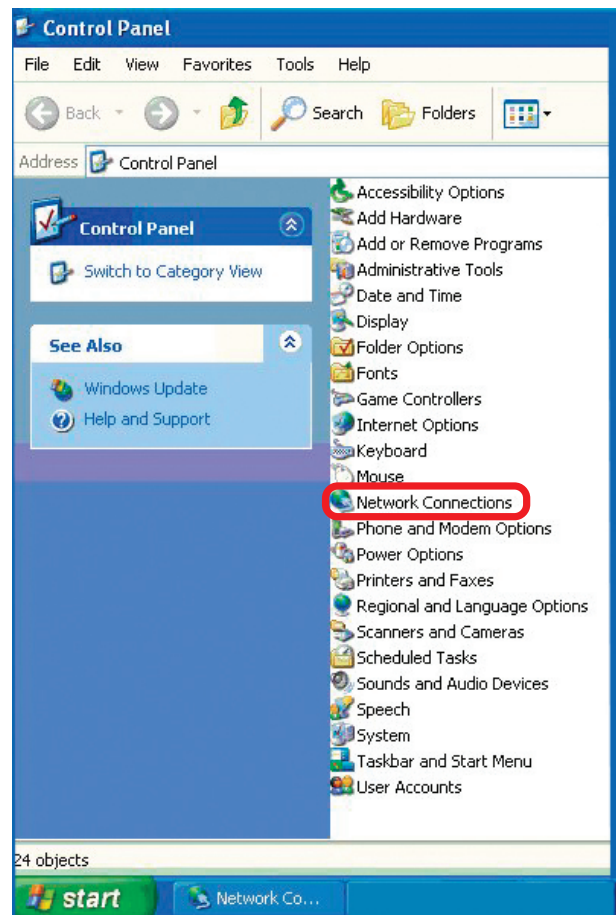 Control Panel
File Edit View Favorites Tools Help
Back Search Folders
Address Control Panel
Control Panel
Switch to Category View
See Also
Windows Update
Help and Support
Accessibility Options
Add Hardware
Add or Remove Programs
Administrative Tools
Date and Time
Display
Folder Options
Fonts
Game Controllers
Internet Options
Keyboard
Mouse
Network Connections
Phone and Modem Options
Power Options
Printers and Faxes
Regional and Language Options
Scanners and Cameras
Scheduled Tasks
Sounds and Audio Devices
Speech
System
Taskbar and Start Menu
User Accounts
24 objects
start Network Co...